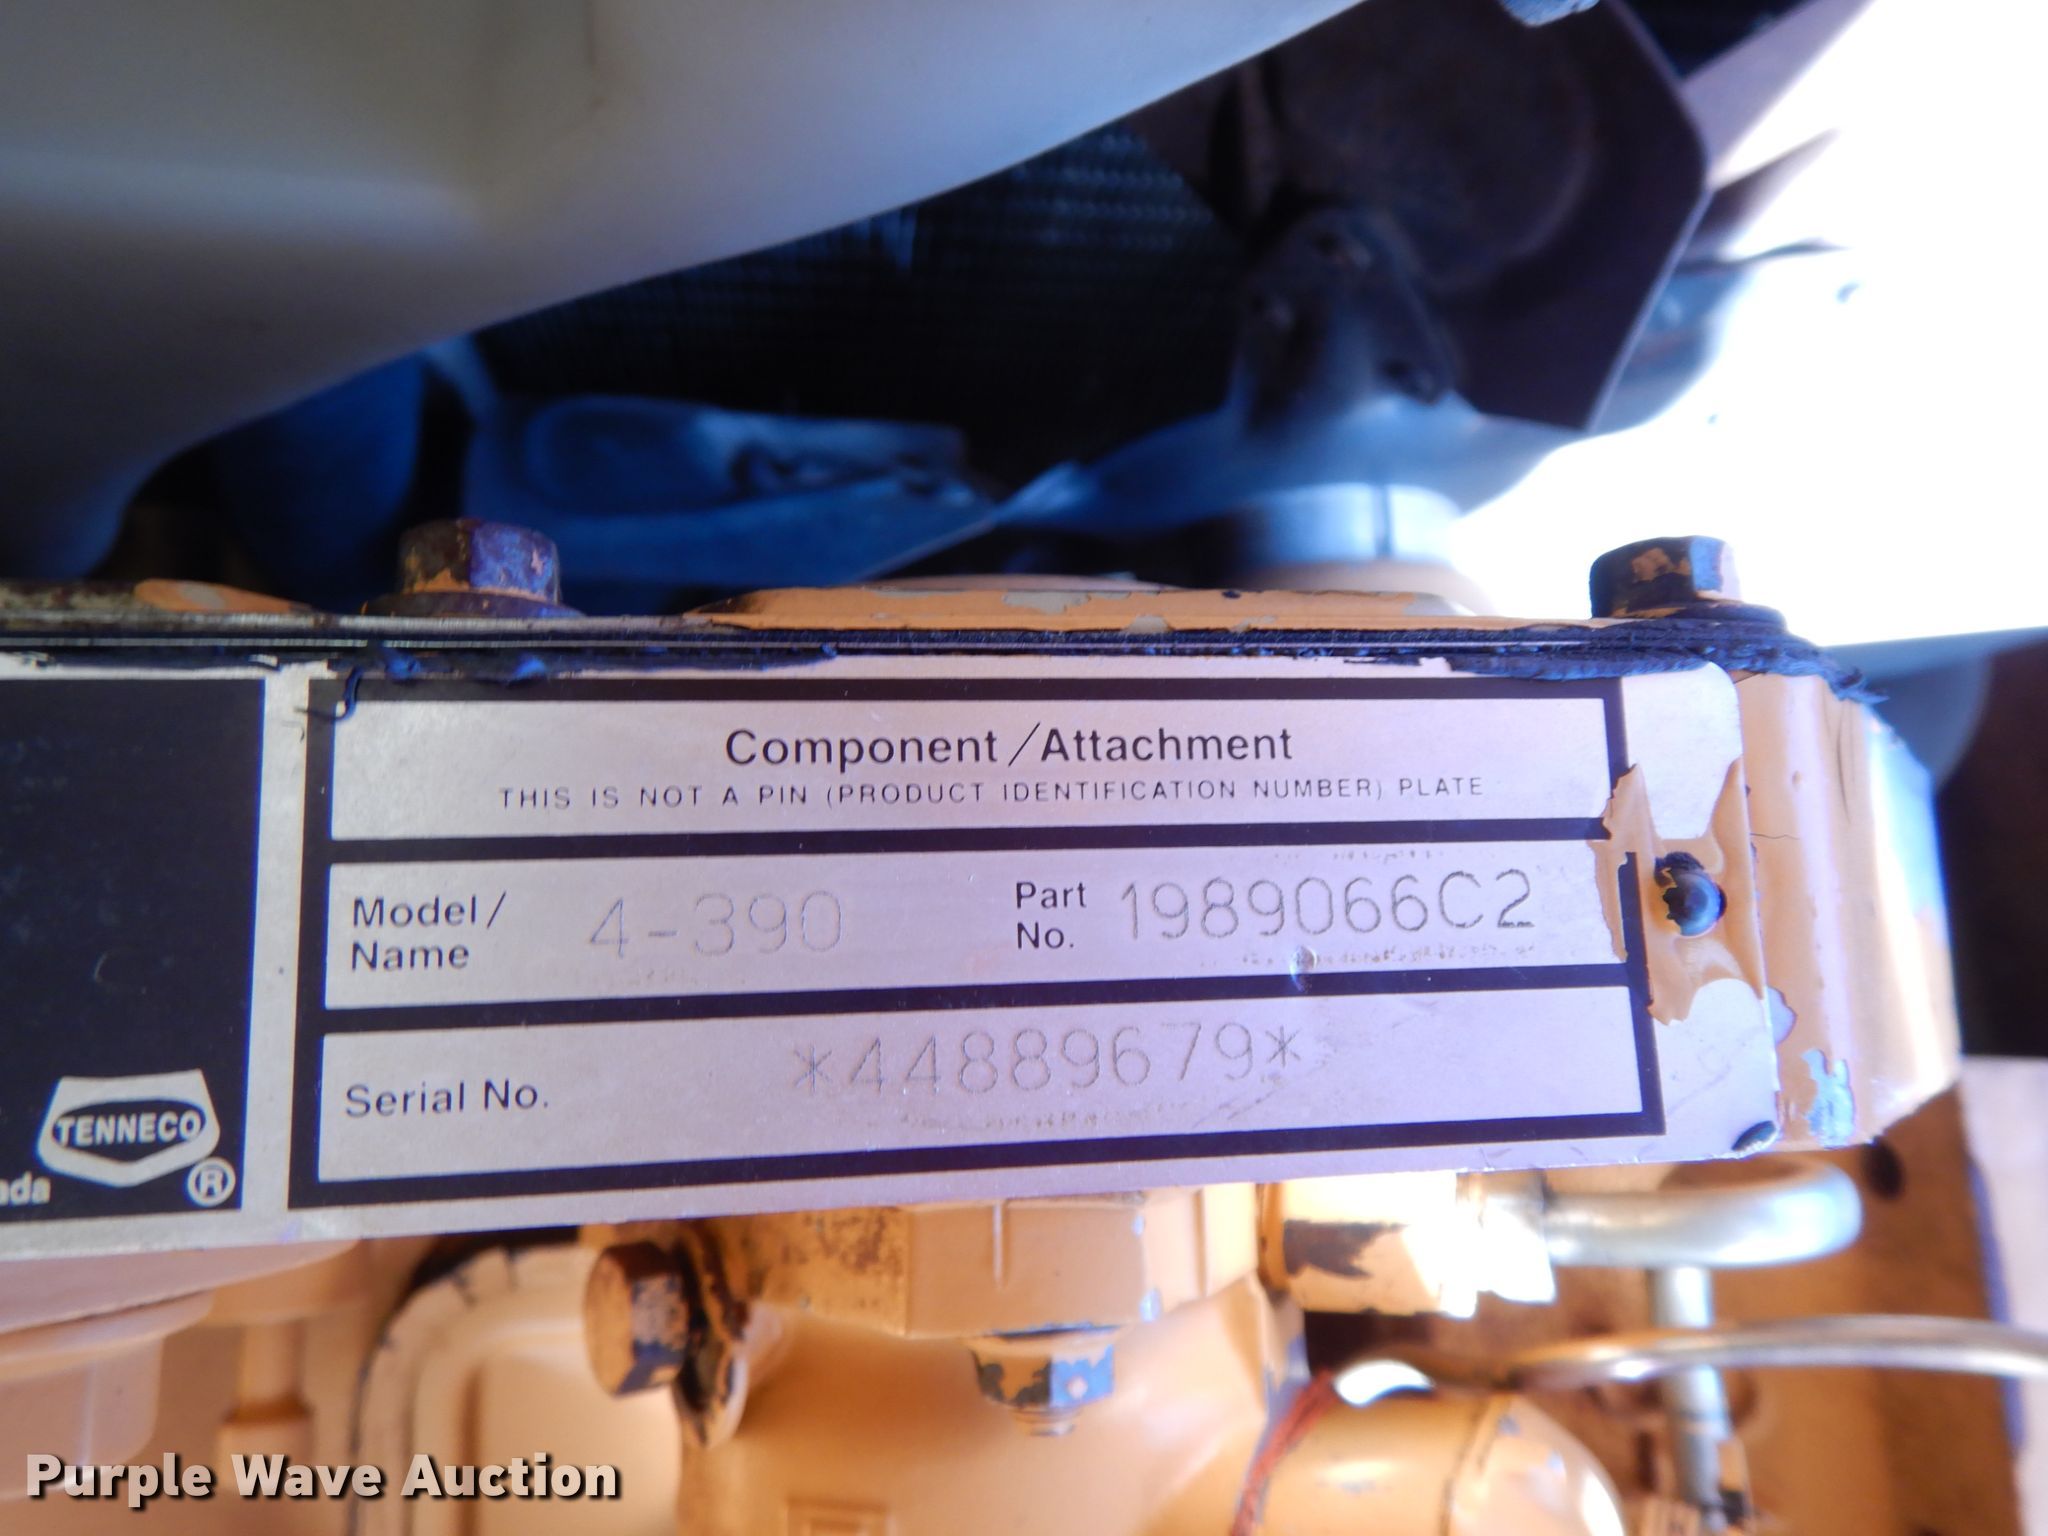 Component/Attachment
THIS IS NOT A PIN (PRODUCT IDENTIFICATION NUMBER) PLATE
Model/
Name
4-390
Part
No.
1989066C2
Serial No.
*44889679*
TENNECO
®
Purple Wave Auction